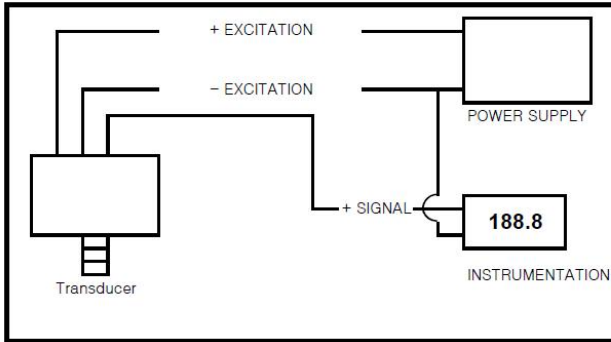 + EXCITATION
− EXCITATION
POWER SUPPLY
+ SIGNAL
188.8
INSTRUMENTATION
Transducer